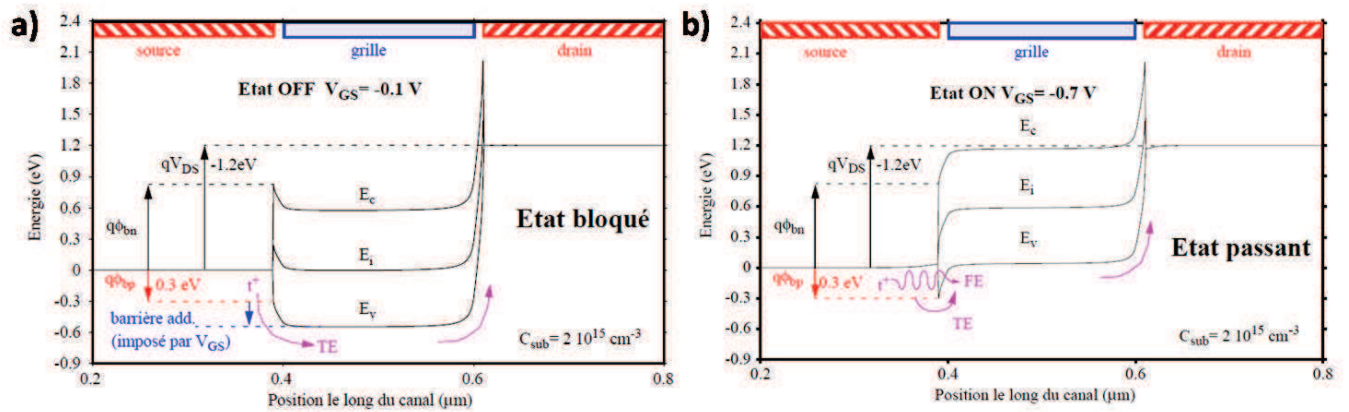 a)
2.4
2.1
1.8
1.5
1.2
0.9
0.6
0.3
0
-0.3
-0.6
-0.9
Energie (eV)
source
grille
drain
Etat OFF V_GS= -0.1 V
qV_DS
-1.2eV
qϕ_bn
qϕ_bp
0.3 eV
t⁺
E_c
E_i
E_v
Etat bloqué
barrière add.
(imposé par V_GS)
TE
C_sub= 2 10¹⁵ cm⁻³
0.2
0.4
0.6
0.8
Position le long du canal (µm)
b)
2.4
2.1
1.8
1.5
1.2
0.9
0.6
0.3
0
-0.3
-0.6
-0.9
Energie (eV)
source
grille
drain
Etat ON V_GS= -0.7 V
E_c
qV_DS
-1.2eV
E_i
qϕ_bn
E_v
Etat passant
qϕ_bp
0.3 eV
t⁺
FE
TE
C_sub= 2 10¹⁵ cm⁻³
0.2
0.4
0.6
0.8
Position le long du canal (µm)